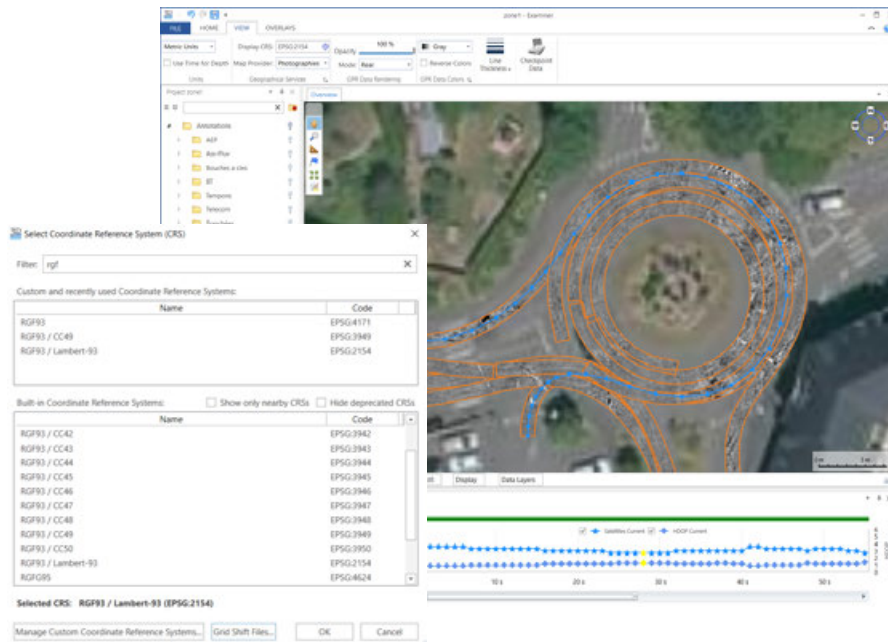 zone1 - Examiner
FILE HOME VIEW OVERLAYS
Metric Units
Display CRS: EPSG:2154
Opacity 100 %
Gray
Use Time for Depth
Map Provider: Photographies
Mode: Rear
Reverse Colors
Line Thickness
Checkpoint Data
Units
Geographical Services
GPR Data Rendering
GPR Data Colors
Project zone1
Overview
Annotations
AEP
Bouches a cles
BT
Tempore
Telecom
Select Coordinate Reference System (CRS)
Filter: rgf
Custom and recently used Coordinate Reference Systems:
Name Code
RGF93 EPSG:4171
RGF93 / CC49 EPSG:3949
RGF93 / Lambert-93 EPSG:2154
Built-in Coordinate Reference Systems: Show only nearby CRSs Hide deprecated CRSs
Name Code
RGF93 / CC42 EPSG:3942
RGF93 / CC43 EPSG:3943
RGF93 / CC44 EPSG:3944
RGF93 / CC45 EPSG:3945
RGF93 / CC46 EPSG:3946
RGF93 / CC47 EPSG:3947
RGF93 / CC48 EPSG:3948
RGF93 / CC49 EPSG:3949
RGF93 / CC50 EPSG:3950
RGF93 / Lambert-93 EPSG:2154
RGFG95 EPSG:4624
Selected CRS: RGF93 / Lambert-93 (EPSG:2154)
Manage Custom Coordinate Reference Systems... Grid Shift Files... OK Cancel
Display Data Layers
Satellites Current HDOP Current
10 s 20 s 30 s 40 s 50 s